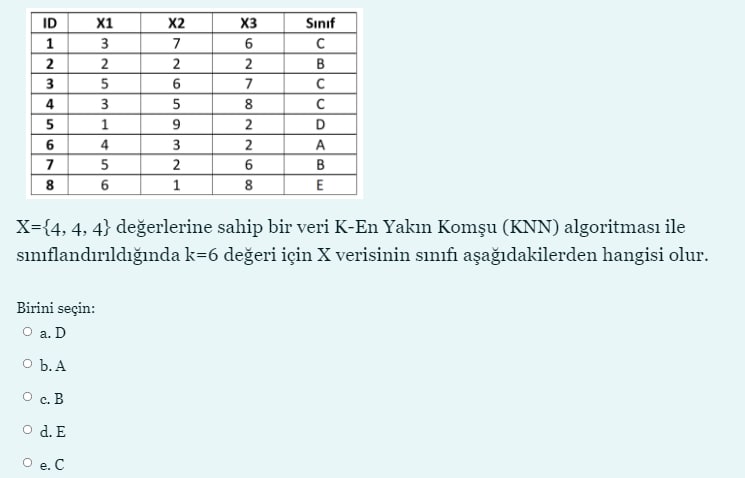 ID X1 X2 X3 Sınıf
1 3 7 6 C
2 2 2 2 B
3 5 6 7 C
4 3 5 8 C
5 1 9 2 D
6 4 3 2 A
7 5 2 6 B
8 6 1 8 E
X={4, 4, 4} değerlerine sahip bir veri K-En Yakın Komşu (KNN) algoritması ile
sınıflandırıldığında k=6 değeri için X verisinin sınıfı aşağıdakilerden hangisi olur.
Birini seçin:
a. D
b. A
c. B
d. E
e. C